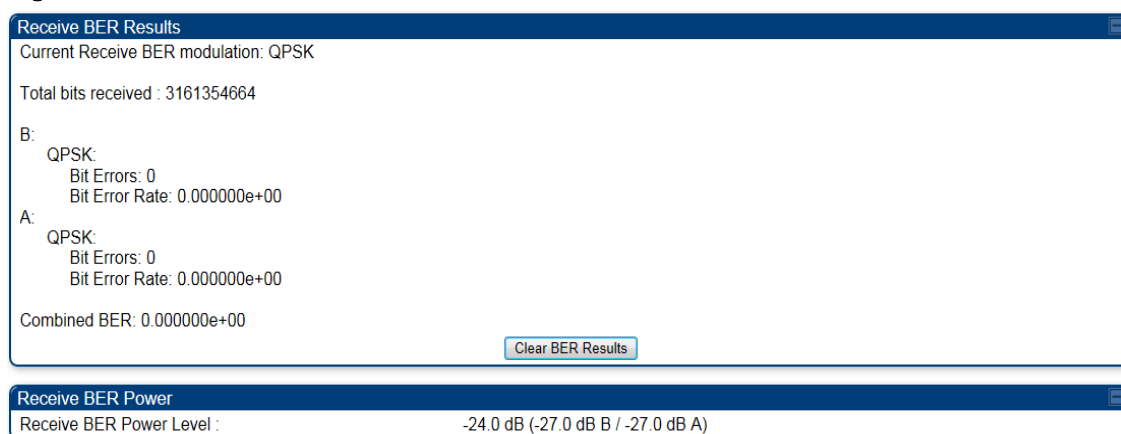 Receive BER Results
Current Receive BER modulation: QPSK
Total bits received : 3161354664
B:
QPSK:
Bit Errors: 0
Bit Error Rate: 0.000000e+00
A:
QPSK:
Bit Errors: 0
Bit Error Rate: 0.000000e+00
Combined BER: 0.000000e+00
Clear BER Results
Receive BER Power
Receive BER Power Level : -24.0 dB (-27.0 dB B / -27.0 dB A)